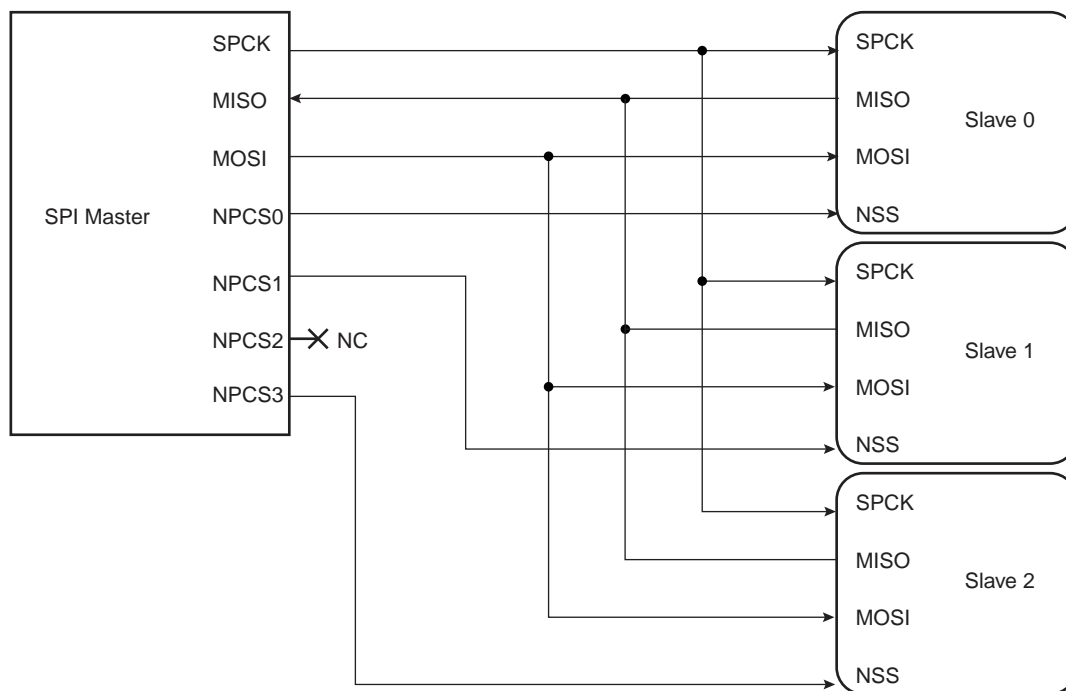 SPI Master
SPCK
MISO
MOSI
NPCS0
NPCS1
NPCS2
NC
NPCS3
SPCK
MISO
Slave 0
MOSI
NSS
SPCK
MISO
Slave 1
MOSI
NSS
SPCK
MISO
Slave 2
MOSI
NSS